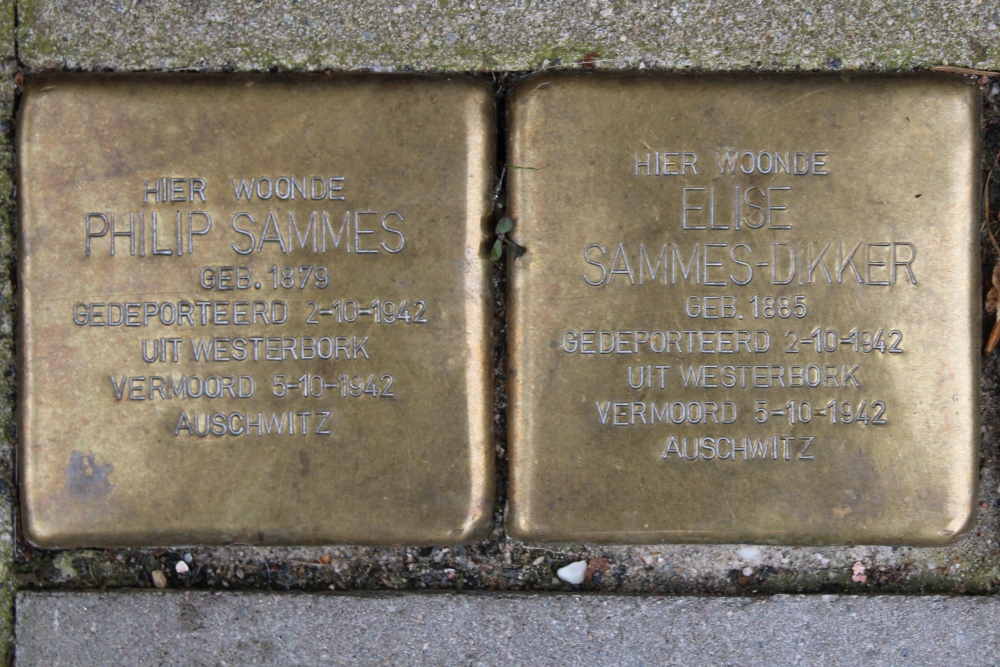 HIER WOONDE
PHILIP SAMMES
GEB. 1879
GEDEPORTEERD 2-10-1942
UIT WESTERBORK
VERMOORD 5-10-1942
AUSCHWITZ
HIER WOONDE
ELISE
SAMMES-DIKKER
GEB. 1885
GEDEPORTEERD 2-10-1942
UIT WESTERBORK
VERMOORD 5-10-1942
AUSCHWITZ